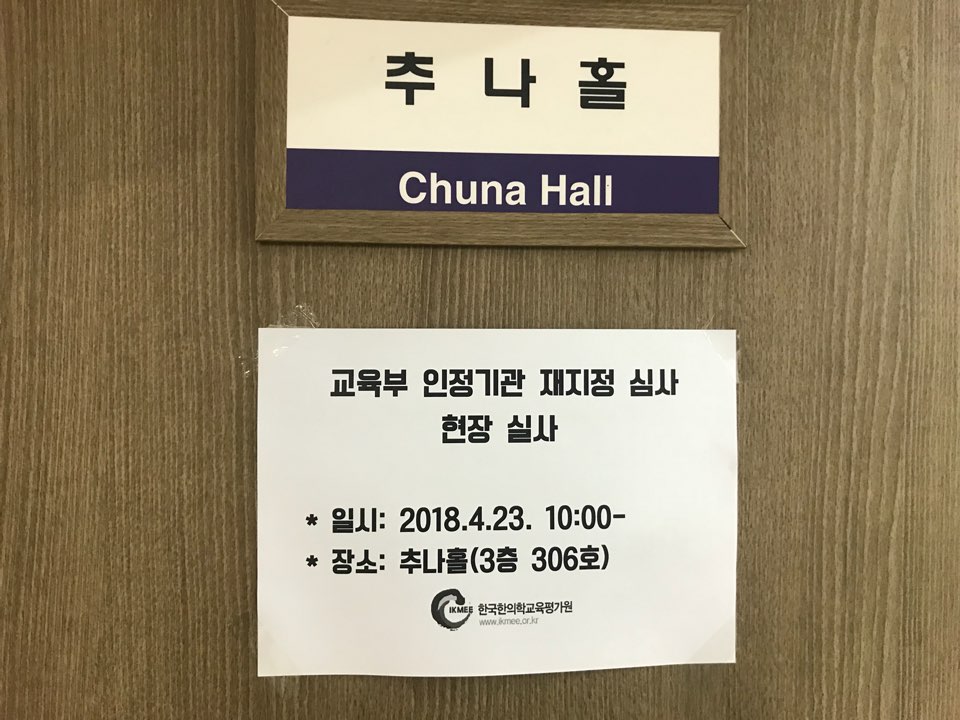 추나홀
Chuna Hall
교육부 인정기관 재지정 심사
현장 실사
* 일시: 2018.4.23. 10:00-
* 장소: 추나홀(3층 306호)
IKMEE 한국한의학교육평가원
www.ikmee.or.kr